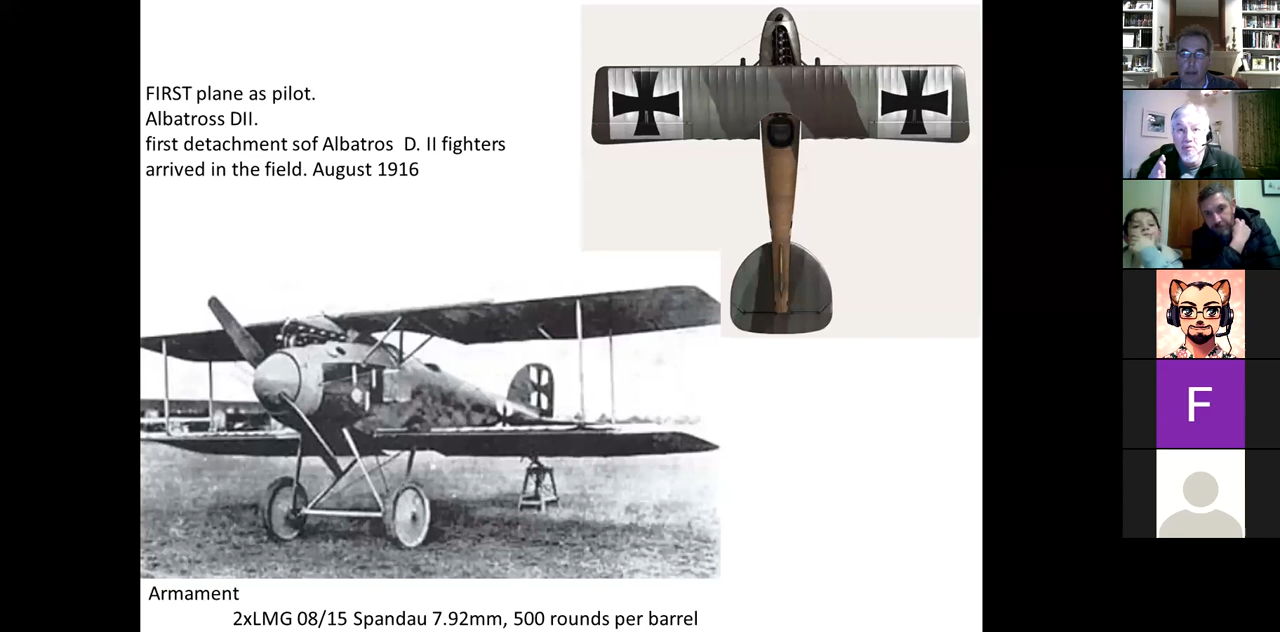 FIRST plane as pilot.
Albatross DII.
first detachment sof Albatros  D. II fighters
arrived in the field. August 1916
Armament
2xLMG 08/15 Spandau 7.92mm, 500 rounds per barrel
F